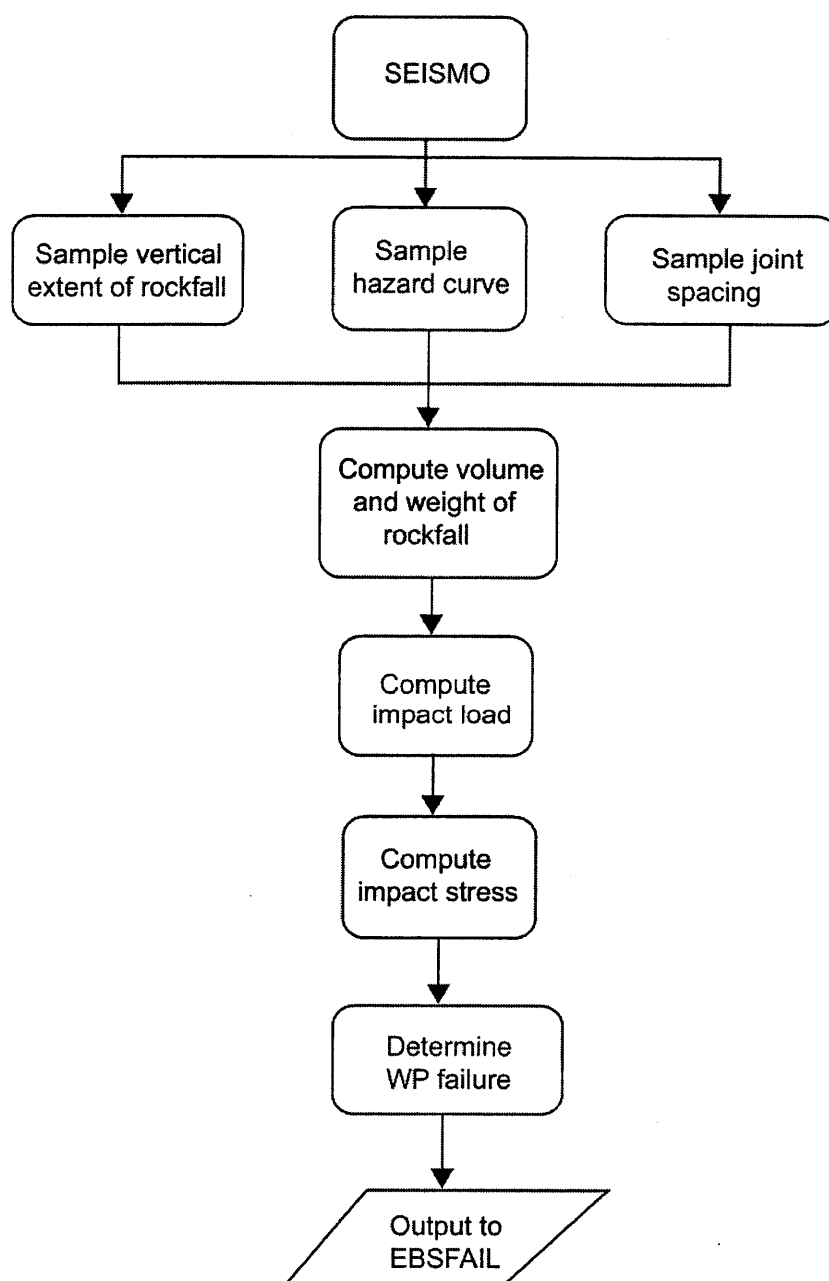 SEISMO
Sample vertical
extent of rockfall
Sample
hazard curve
Sample joint
spacing
Compute volume
and weight of
rockfall
Compute
impact load
Compute
impact stress
Determine
WP failure
Output to
EBSFAIL